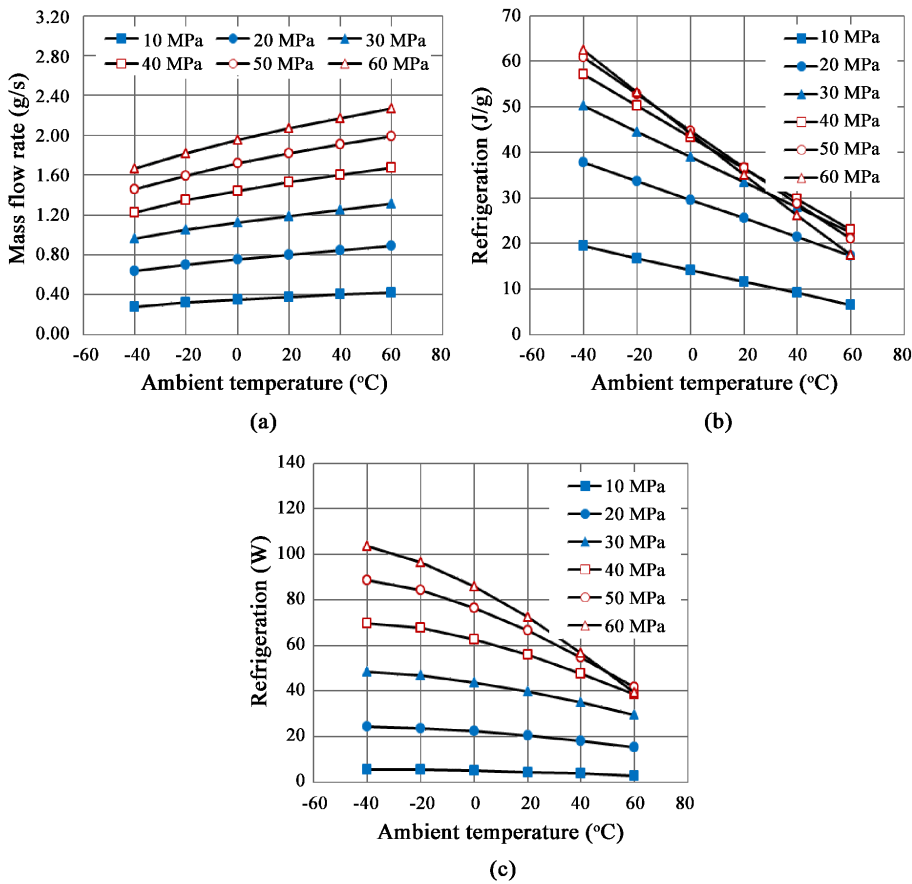 3.20
2.80
2.40
2.00
1.60
1.20
0.80
0.40
0.00
Mass flow rate (g/s)
10 MPa 20 MPa 30 MPa
40 MPa 50 MPa 60 MPa
-60 -40 -20 0 20 40 60 80
Ambient temperature (°C)
(a)
70
60
50
40
30
20
10
0
Refrigeration (J/g)
10 MPa
20 MPa
30 MPa
40 MPa
50 MPa
60 MPa
-60 -40 -20 0 20 40 60 80
Ambient temperature (°C)
(b)
140
120
100
80
60
40
20
0
Refrigeration (W)
10 MPa
20 MPa
30 MPa
40 MPa
50 MPa
60 MPa
-60 -40 -20 0 20 40 60 80
Ambient temperature (°C)
(c)